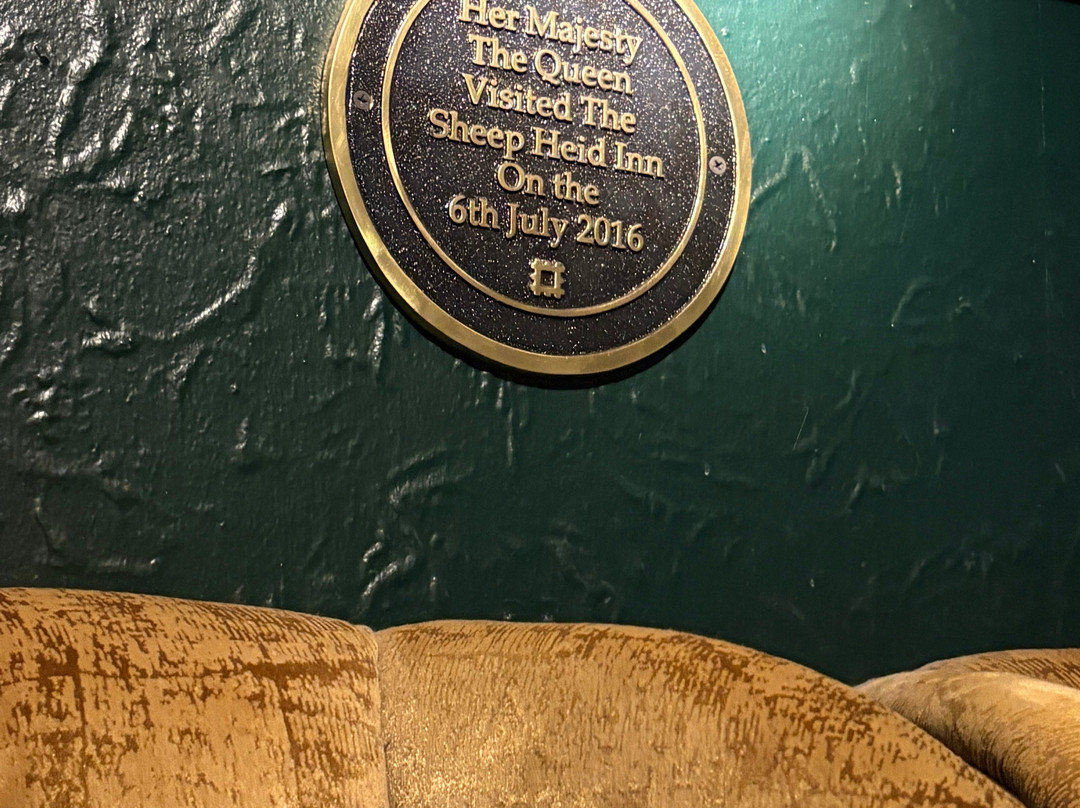 Her Majesty
The Queen
Visited The
Sheep Heid Inn
On the
6th July 2016